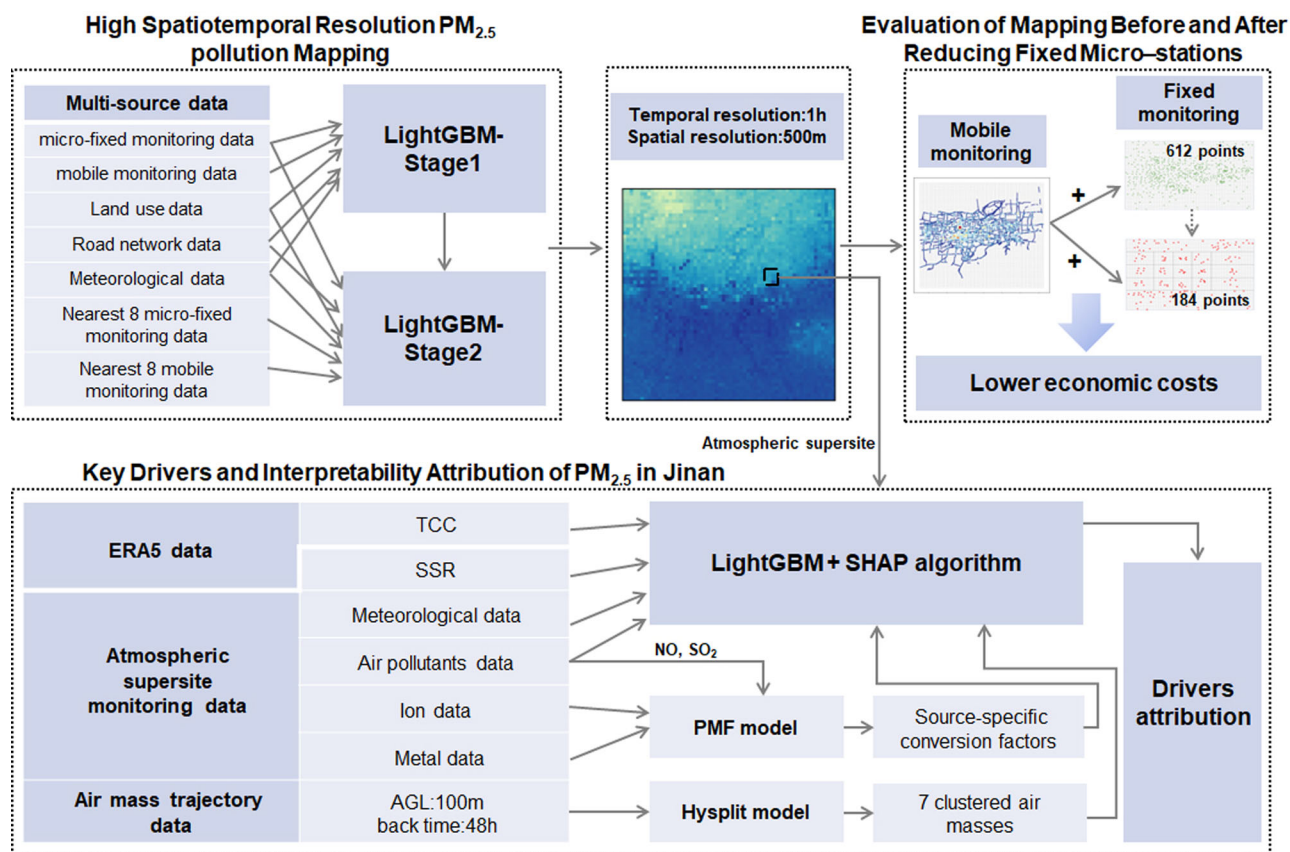 High Spatiotemporal Resolution PM2.5
pollution Mapping
Multi-source data
micro-fixed monitoring data
mobile monitoring data
Land use data
Road network data
Meteorological data
Nearest 8 micro-fixed
monitoring data
Nearest 8 mobile
monitoring data
LightGBM-
Stage1
LightGBM-
Stage2
Temporal resolution:1h
Spatial resolution:500m
Evaluation of Mapping Before and After
Reducing Fixed Micro–stations
Mobile
monitoring
Fixed
monitoring
612 points
+
+
184 points
Lower economic costs
Atmospheric supersite
Key Drivers and Interpretability Attribution of PM2.5 in Jinan
ERA5 data
TCC
SSR
Atmospheric
supersite
monitoring data
Meteorological data
Air pollutants data
Ion data
Metal data
Air mass trajectory
data
AGL:100m
back time:48h
LightGBM + SHAP algorithm
NO, SO2
PMF model
Source-specific
conversion factors
Hysplit model
7 clustered air
masses
Drivers
attribution